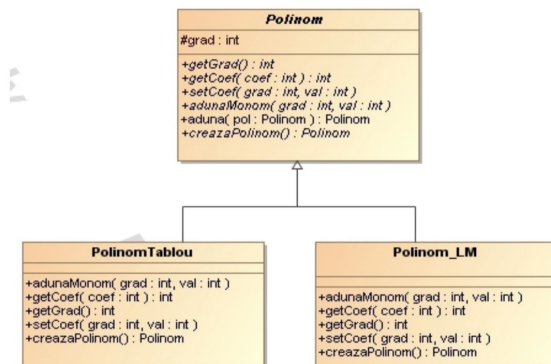 Polinom
#grad : int
+getGrad() : int
+getCoef( coef : int ) : int
+setCoef( grad : int, val : int )
+adunaMonom( grad : int, val : int )
+aduna( pol : Polinom ) : Polinom
+creazaPolinom() : Polinom
PolinomTablou
+adunaMonom( grad : int, val : int )
+getCoef( coef : int ) : int
+getGrad() : int
+setCoef( grad : int, val : int )
+creazaPolinom() : Polinom
Polinom_LM
+adunaMonom( grad : int, val : int )
+getCoef( coef : int ) : int
+getGrad() : int
+setCoef( grad : int, val : int )
+creazaPolinom() : Polinom